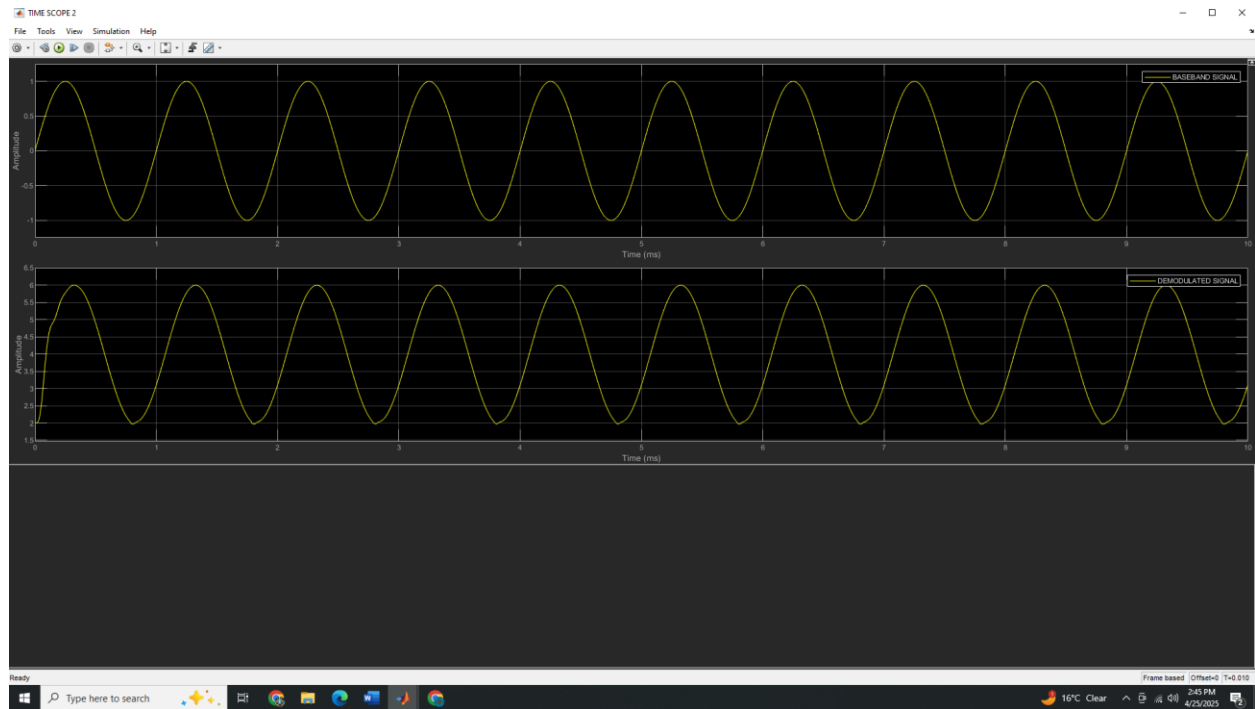 TIME SCOPE 2
File Tools View Simulation Help
BASEBAND SIGNAL
1
0.5
0
-0.5
-1
Amplitude
0 1 2 3 4 5 6 7 8 9 10
Time (ms)
DEMODULATED SIGNAL
6.5
6
5.5
5
4.5
4
3.5
3
2.5
2
1.5
Amplitude
0 1 2 3 4 5 6 7 8 9 10
Time (ms)
Ready
Frame based Offset=0 T=0.010
Type here to search
16°C Clear
2:45 PM
4/25/2025
2